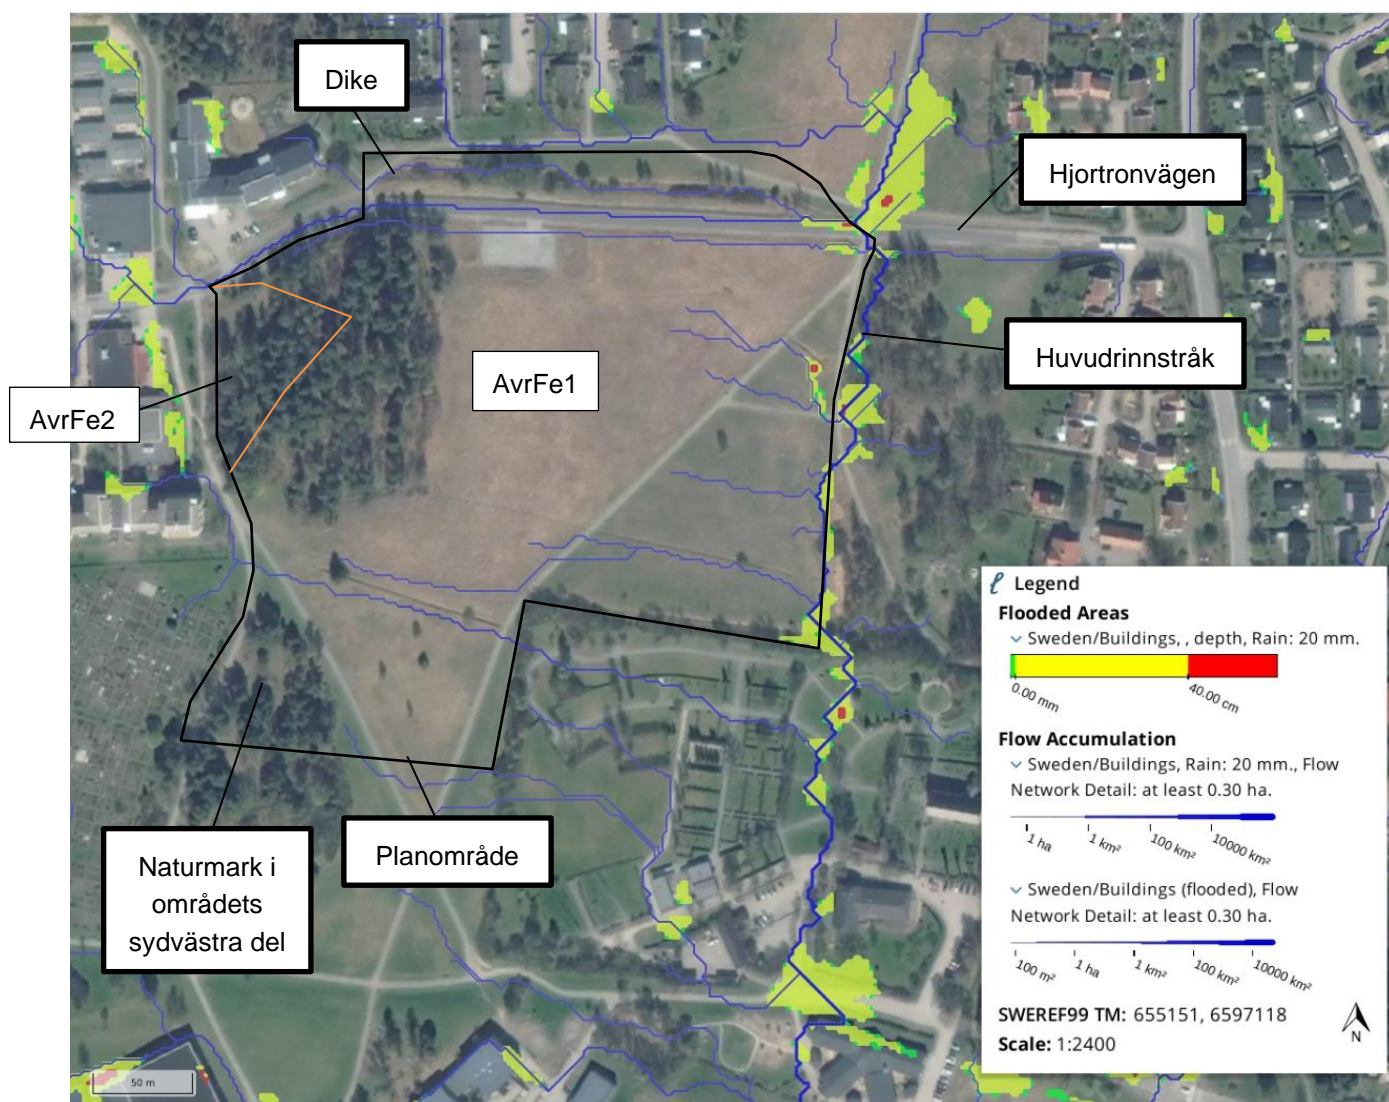 Dike
Hjortronvägen
Huvudrinnstråk
AvrFe1
AvrFe2
Planområde
Naturmark i
områdets
sydvästra del
Legend
Flooded Areas
Sweden/Buildings, , depth, Rain: 20 mm.
0.00 mm 40.00 cm
Flow Accumulation
Sweden/Buildings, Rain: 20 mm., Flow
Network Detail: at least 0.30 ha.
1 ha 1 km² 100 km² 10000 km²
Sweden/Buildings (flooded), Flow
Network Detail: at least 0.30 ha.
100 m² 1 ha 1 km² 100 km² 10000 km²
SWEREF99 TM: 655151, 6597118
Scale: 1:2400
N
50 m